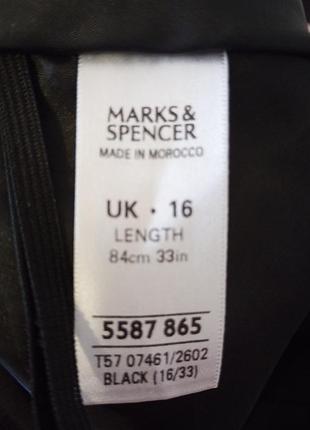 MARKS &
SPENCER
MADE IN MOROCCO
UK · 16
LENGTH
84cm 33in
5587 865
T57 07461/2602
BLACK (16/33)